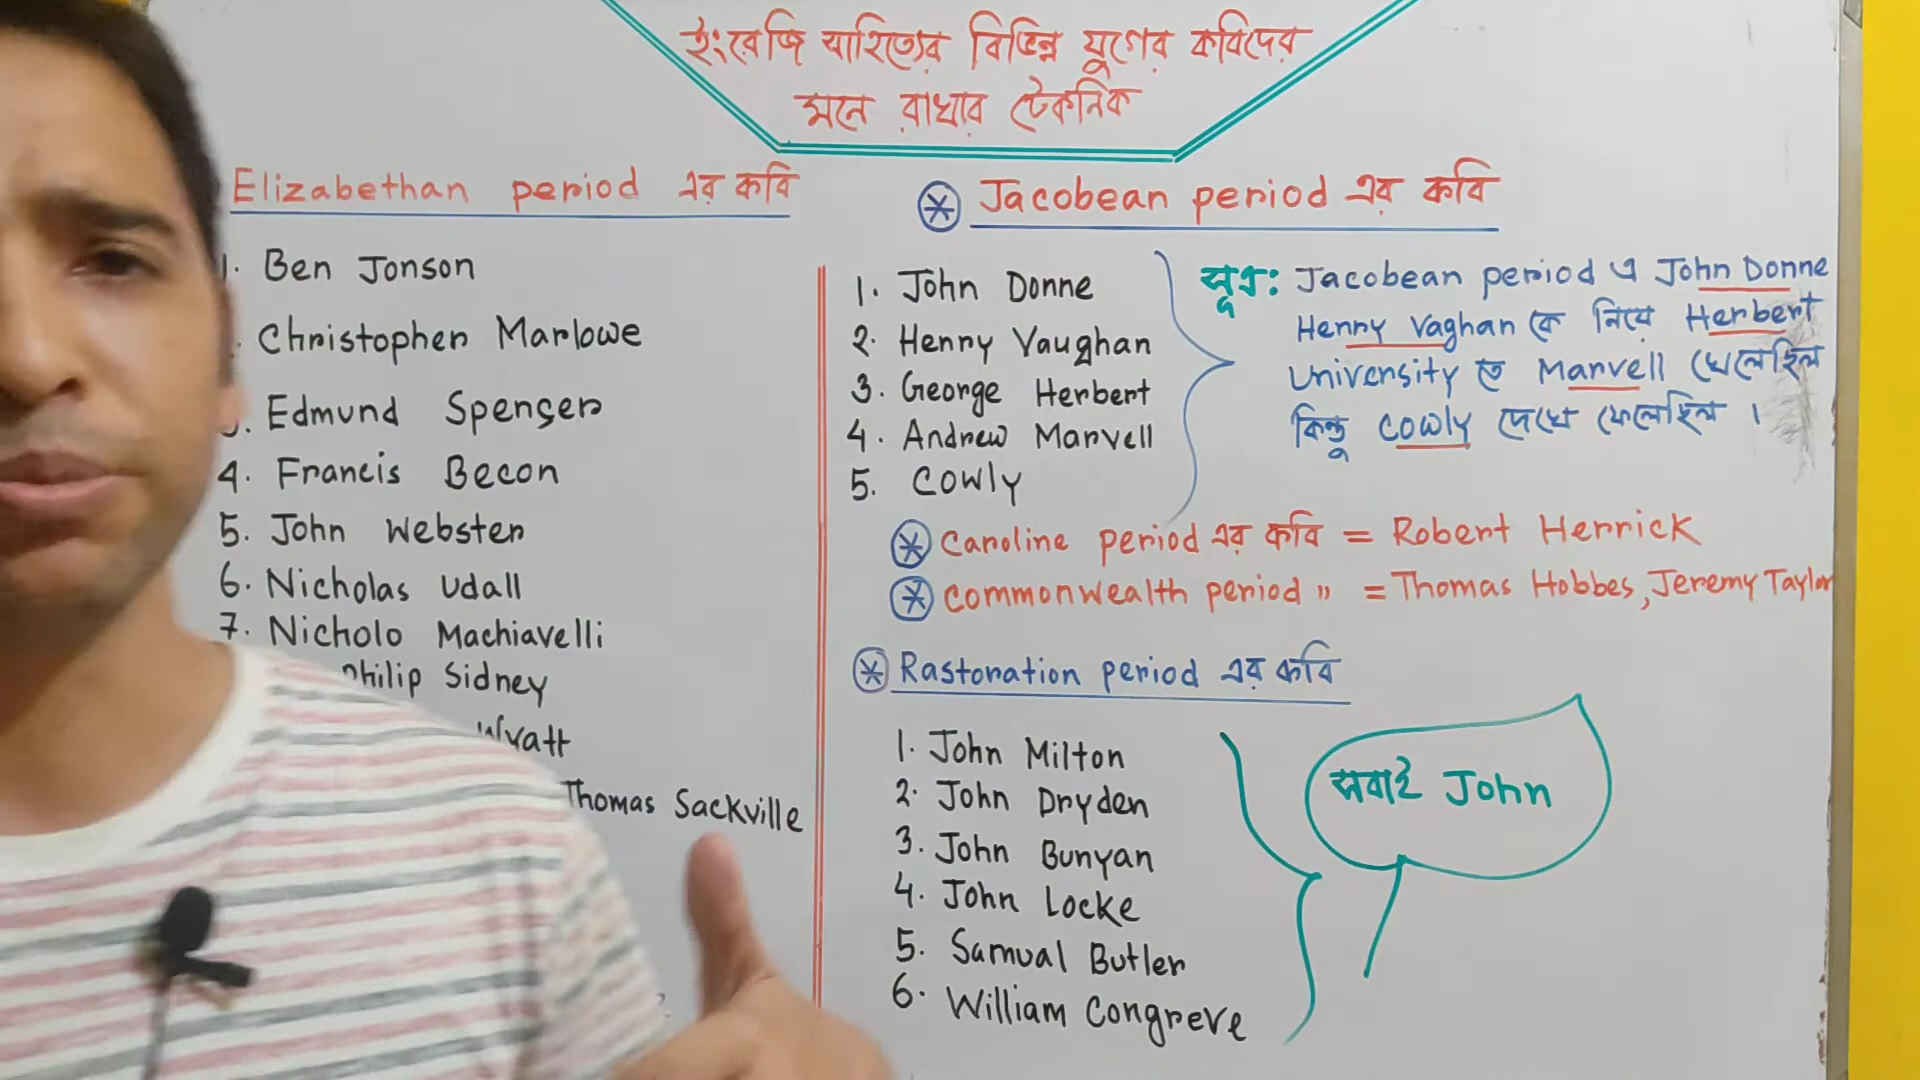 ইংরেজি সাহিত্যের বিভিন্ন যুগের কবিদের
মনে রাখার টেকনিক
Elizabethan period এর কবি
1. Ben Jonson
Christopher Marlowe
Edmund Spenser
4. Francis Becon
5. John Webster
6. Nicholas Udall
7. Nicholo Machiavelli
Philip Sidney
Wyatt
Thomas Sackville
Jacobean period এর কবি
1. John Donne
2. Henry Vaughan
3. George Herbert
4. Andrew Marvell
5. Cowly
সূত্র: Jacobean period এ John Donne
Henry Vaghan কে নিয়ে Herbert
University তে Marvell খেলেছিল
কিন্তু Cowly দেখে ফেলেছিল ।
Caroline period এর কবি = Robert Herrick
Commonwealth period " = Thomas Hobbes, Jeremy Taylor
Rastoration period এর কবি
1. John Milton
2. John Dryden
3. John Bunyan
4. John Locke
5. Samual Butler
6. William Congreve
সবাই John